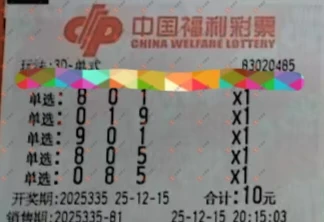 中国福利彩票
CHINA WELFARE LOTTERY
玩法:3D-单式 83020485
单选: 8 0 1 X1
单选: 0 1 9 X1
单选: 9 0 1 X1
单选: 8 0 5 X1
单选: 0 8 5 X1
开奖期:2025335 25-12-15 合计:10元
销售期:2025335-81 25-12-15 20:15:03